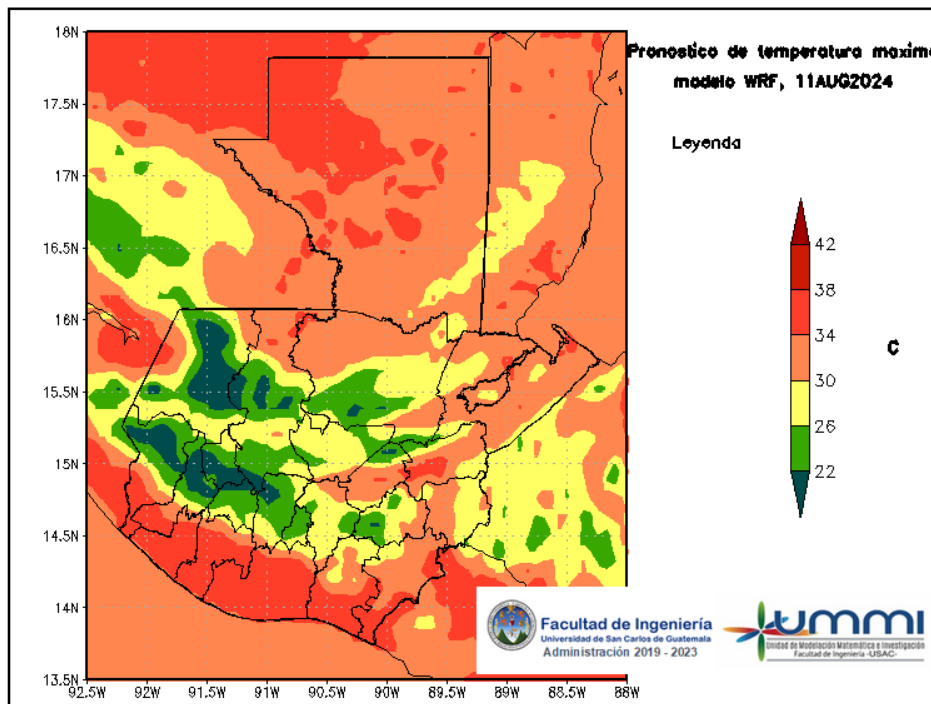 Pronostico de temperatura maxima
modelo WRF, 11AUG2024
Leyenda
18N
17.5N
17N
16.5N
16N
15.5N
15N
14.5N
14N
13.5N
92.5W 92W 91.5W 91W 90.5W 90W 89.5W 89W 88.5W 88W
42
38
34
30
26
22
C
Facultad de Ingeniería
Universidad de San Carlos de Guatemala
Administración 2019 - 2023
UMMI
Unidad de Modelación Matemática e Investigación
Facultad de Ingeniería -USAC-